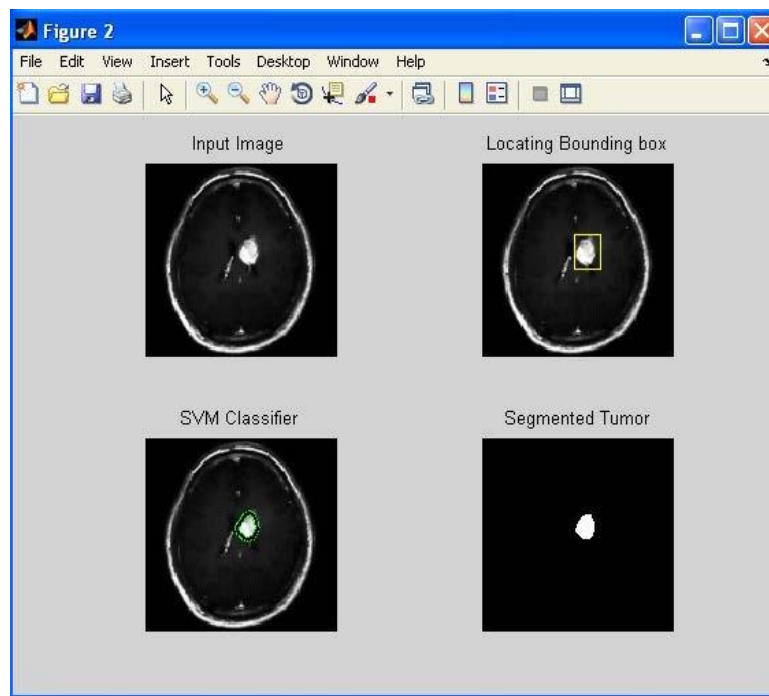 Figure 2
File Edit View Insert Tools Desktop Window Help
Input Image
Locating Bounding box
SVM Classifier
Segmented Tumor